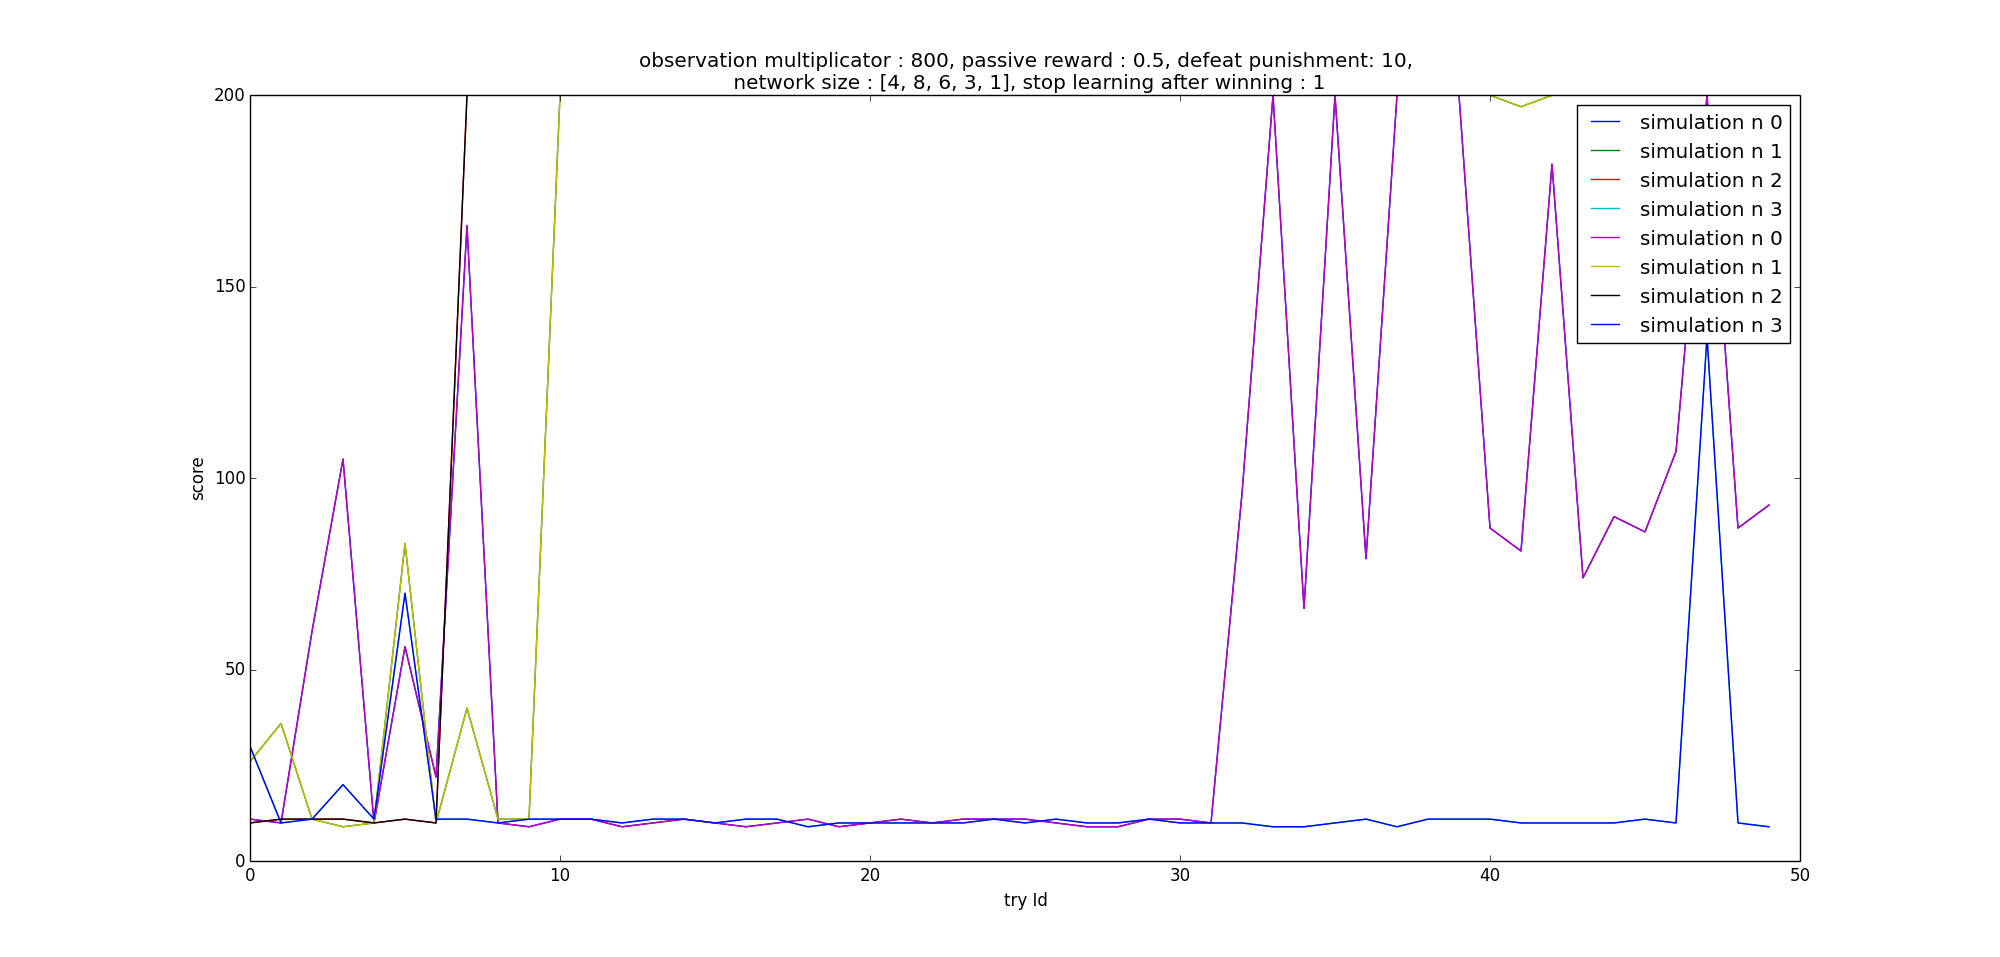 observation multiplicator : 800, passive reward : 0.5, defeat punishment: 10,
network size : [4, 8, 6, 3, 1], stop learning after winning : 1
200
150
100
50
0
score
0 10 20 30 40 50
try Id
simulation n 0
simulation n 1
simulation n 2
simulation n 3
simulation n 0
simulation n 1
simulation n 2
simulation n 3